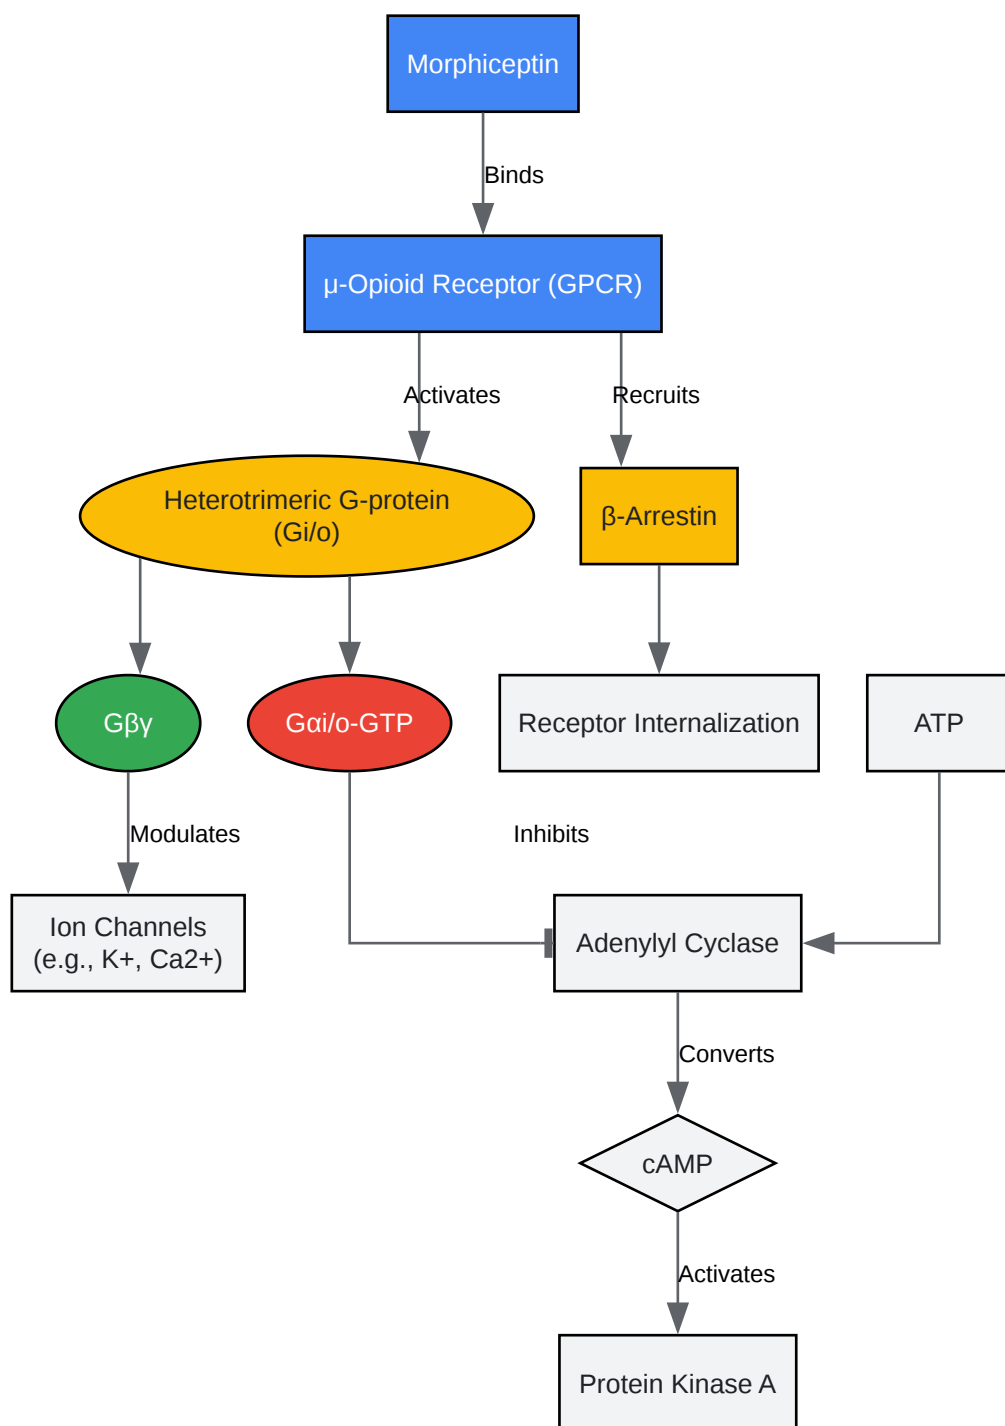 Morphiceptin
Binds
μ-Opioid Receptor (GPCR)
Activates
Recruits
Heterotrimeric G-protein
(Gi/o)
β-Arrestin
Gβγ
Gαi/o-GTP
Receptor Internalization
ATP
Modulates
Inhibits
Ion Channels
(e.g., K+, Ca2+)
Adenylyl Cyclase
Converts
cAMP
Activates
Protein Kinase A